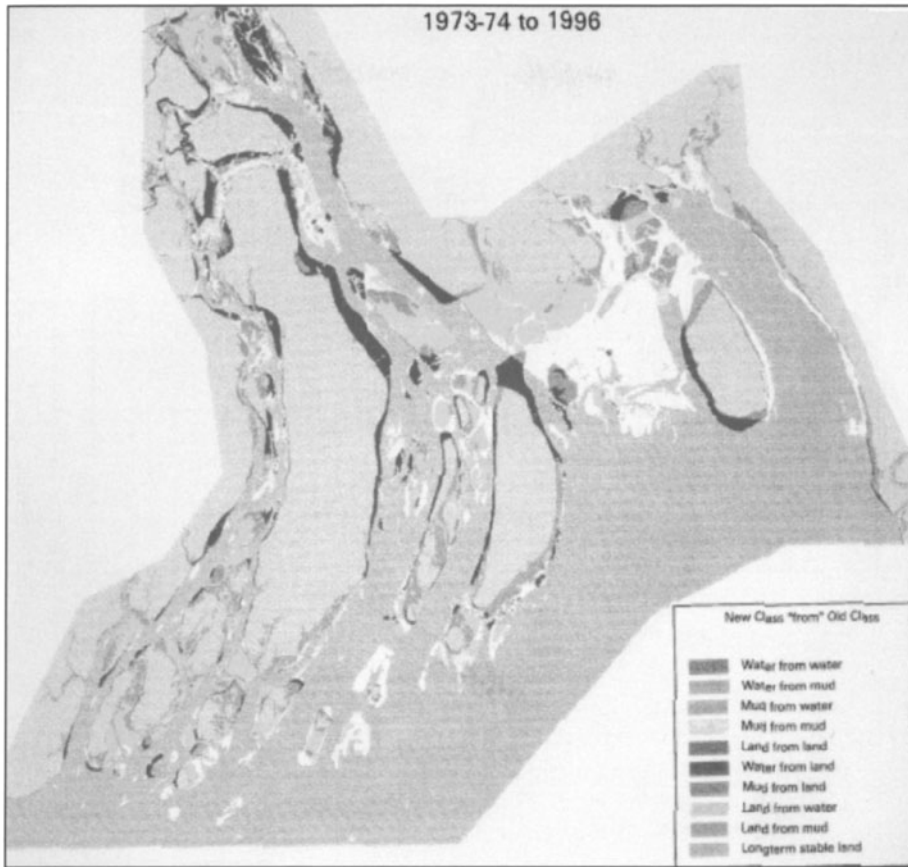 1973-74 to 1996
New Class "from" Old Class
Water from water
Water from mud
Mud from water
Mud from mud
Land from land
Water from land
Mud from land
Land from water
Land from mud
Longterm stable land